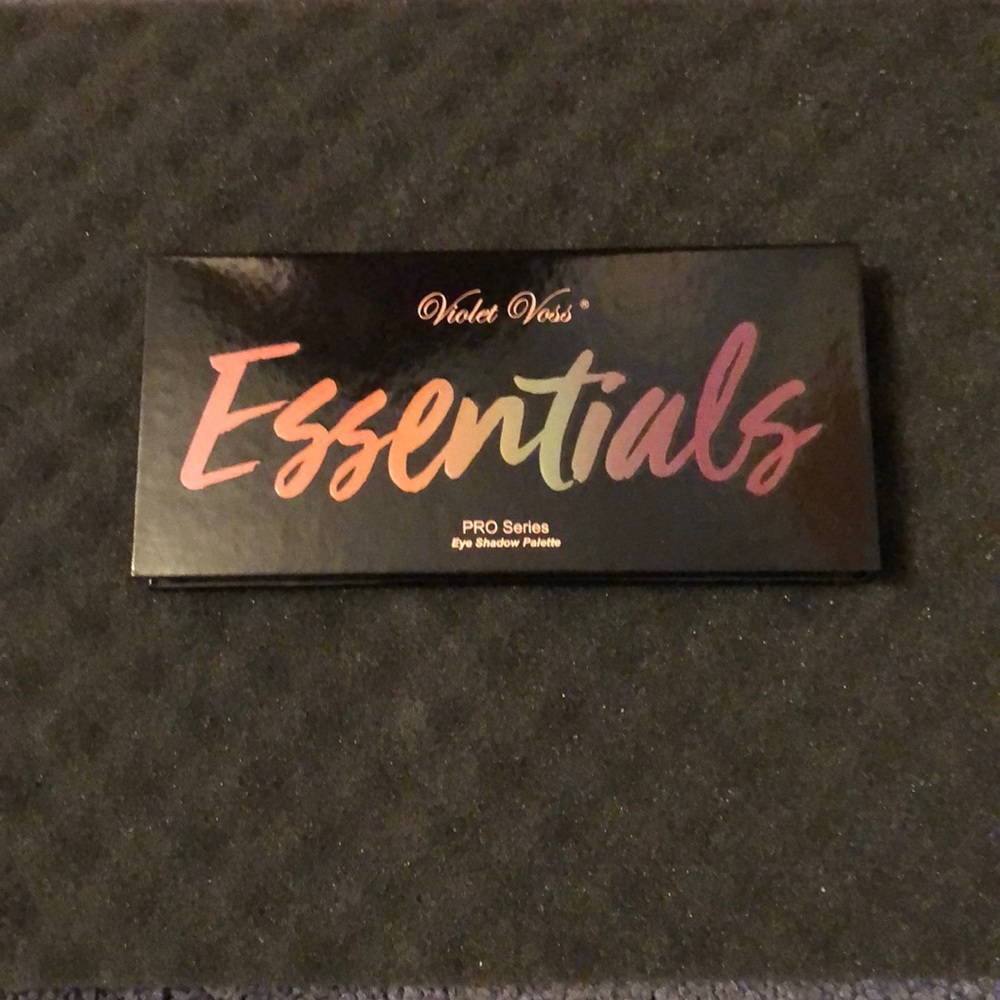 Violet Voss®
Essentials
PRO Series
Eye Shadow Palette